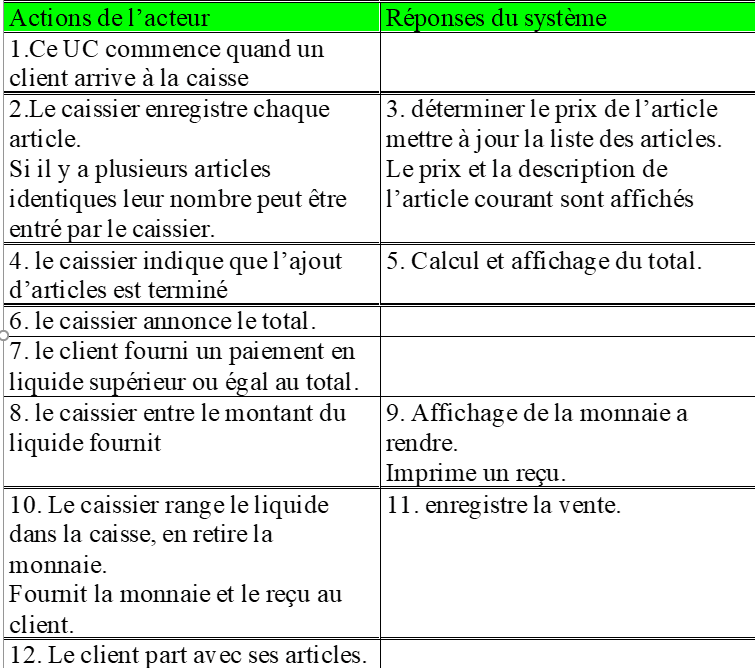 Actions de l’acteur
Réponses du système
1.Ce UC commence quand un
client arrive à la caisse
2.Le caissier enregistre chaque
article.
Si il y a plusieurs articles
identiques leur nombre peut être
entré par le caissier.
3. déterminer le prix de l’article
mettre à jour la liste des articles.
Le prix et la description de
l’article courant sont affichés
4. le caissier indique que l’ajout
d’articles est terminé
5. Calcul et affichage du total.
6. le caissier annonce le total.
7. le client fourni un paiement en
liquide supérieur ou égal au total.
8. le caissier entre le montant du
liquide fournit
9. Affichage de la monnaie a
rendre.
Imprime un reçu.
10. Le caissier range le liquide
dans la caisse, en retire la
monnaie.
Fournit la monnaie et le reçu au
client.
11. enregistre la vente.
12. Le client part avec ses articles.